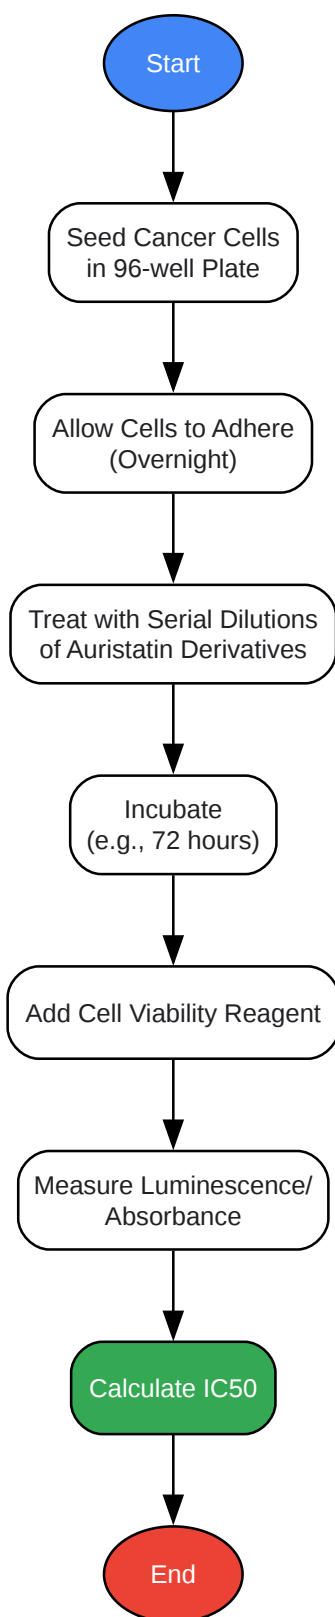 Start
Seed Cancer Cells
in 96-well Plate
Allow Cells to Adhere
(Overnight)
Treat with Serial Dilutions
of Auristatin Derivatives
Incubate
(e.g., 72 hours)
Add Cell Viability Reagent
Measure Luminescence/
Absorbance
Calculate IC50
End